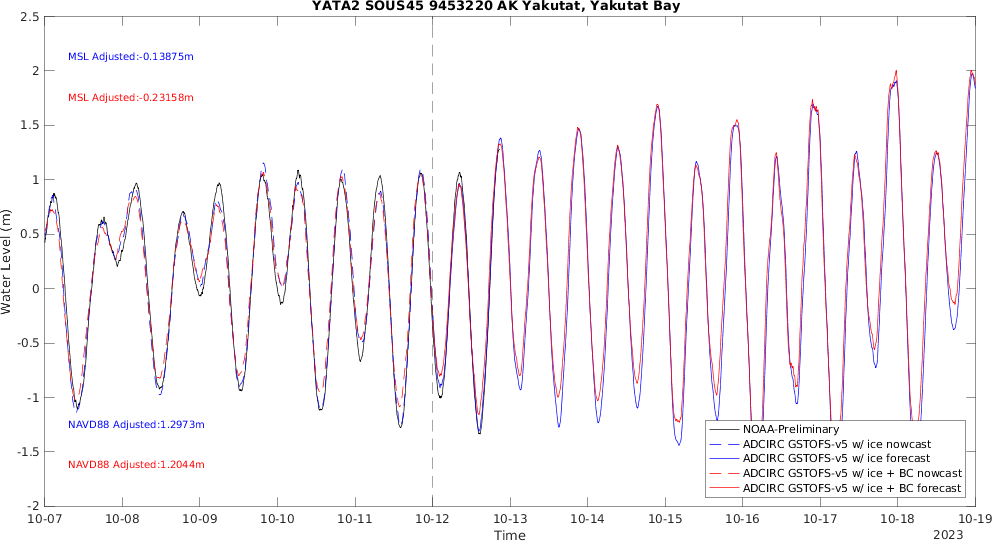 YATA2 SOUS45 9453220 AK Yakutat, Yakutat Bay
2.5
2
1.5
1
0.5
0
-0.5
-1
-1.5
-2
Water Level (m)
MSL Adjusted:-0.13875m
MSL Adjusted:-0.23158m
NAVD88 Adjusted:1.2973m
NAVD88 Adjusted:1.2044m
NOAA-Preliminary
ADCIRC GSTOFS-v5 w/ ice nowcast
ADCIRC GSTOFS-v5 w/ ice forecast
ADCIRC GSTOFS-v5 w/ ice + BC nowcast
ADCIRC GSTOFS-v5 w/ ice + BC forecast
10-07 10-08 10-09 10-10 10-11 10-12 10-13 10-14 10-15 10-16 10-17 10-18 10-19
Time
2023